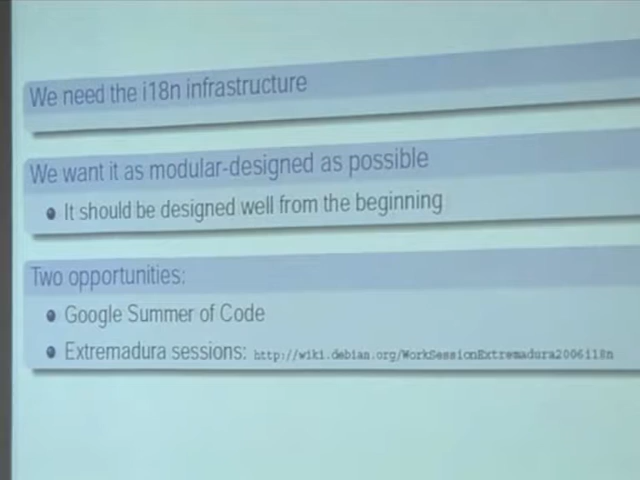 We need the i18n infrastructure
We want it as modular-designed as possible
It should be designed well from the beginning
Two opportunities:
Google Summer of Code
Extremadura sessions: http://wiki.debian.org/WorkSessionExtremadura2006i18n